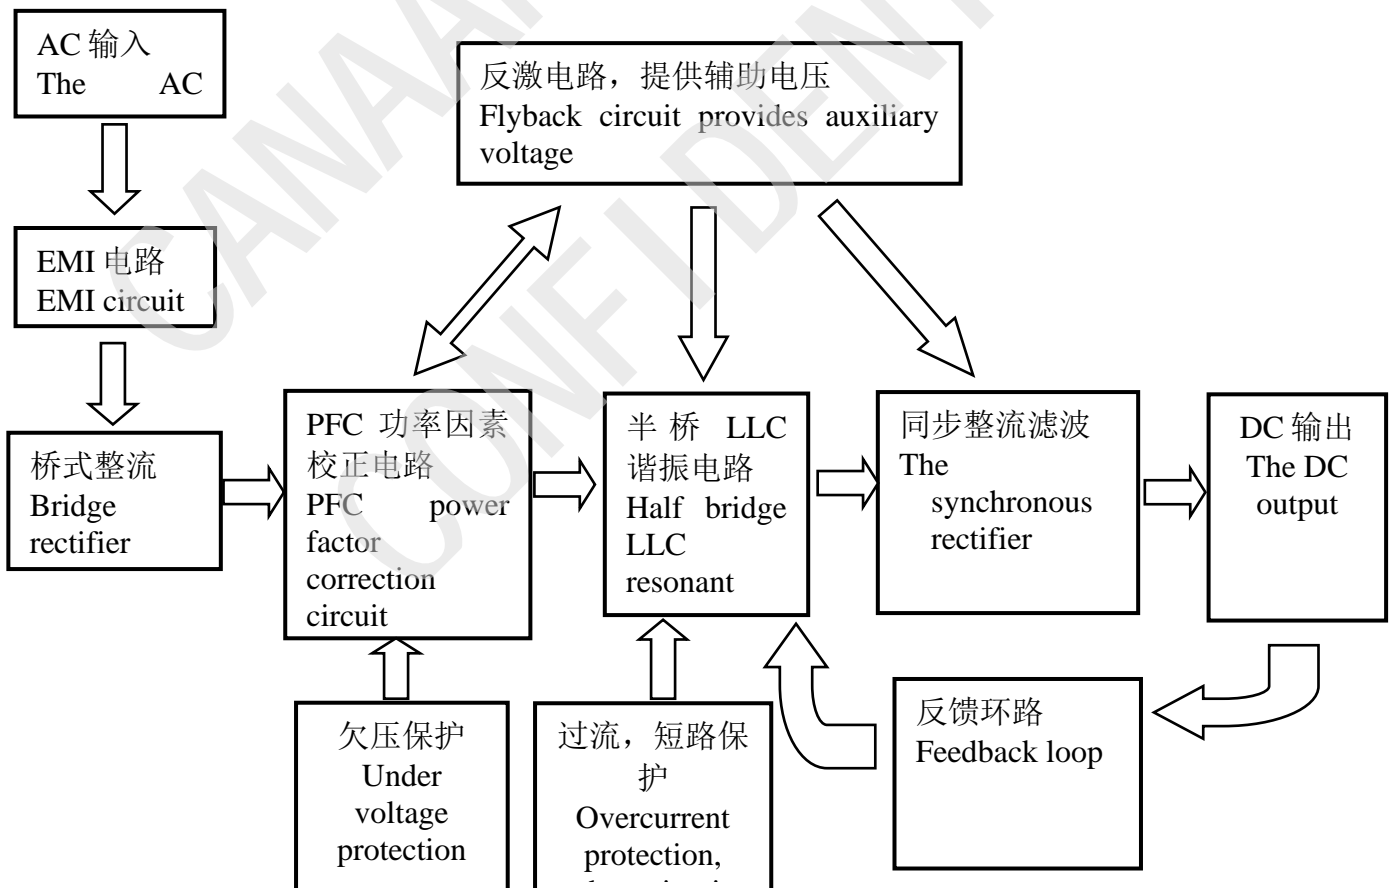 AC 输入
The AC
反激电路，提供辅助电压
Flyback circuit provides auxiliary
voltage
EMI 电路
EMI circuit
桥式整流
Bridge
rectifier
PFC 功率因素
校正电路
PFC power
factor
correction
circuit
半 桥 LLC
谐振电路
Half bridge
LLC
resonant
同步整流滤波
The
synchronous
rectifier
DC 输出
The DC
output
欠压保护
Under
voltage
protection
过流，短路保
护
Overcurrent
protection,
反馈环路
Feedback loop